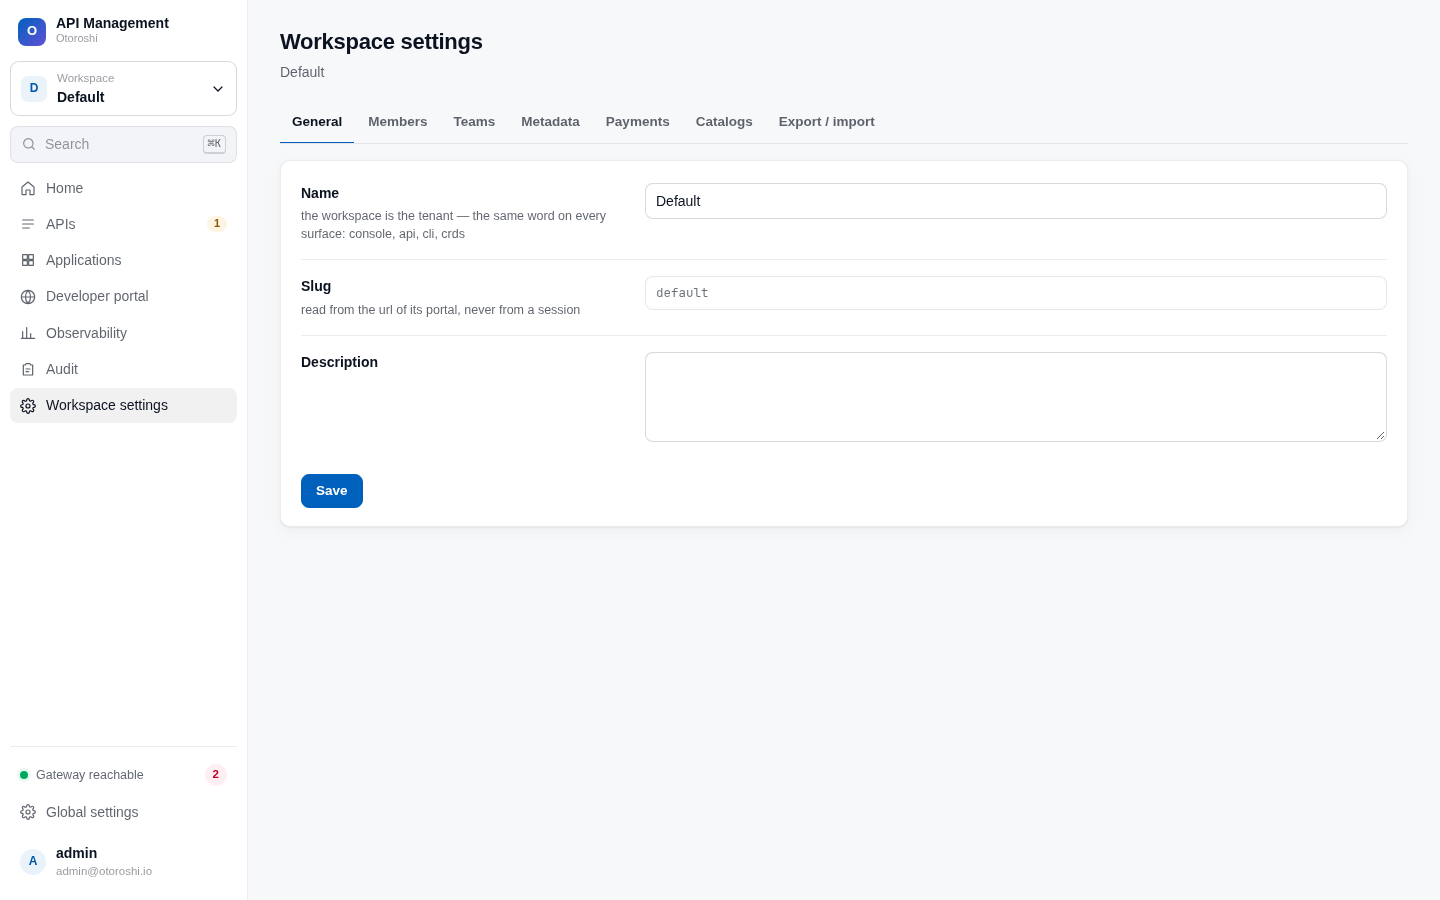 O
API Management
Otoroshi
D
Workspace
Default
Search
⌘K
Home
APIs
1
Applications
Developer portal
Observability
Audit
Workspace settings
Gateway reachable
2
Global settings
A
admin
admin@otoroshi.io
Workspace settings
Default
General
Members
Teams
Metadata
Payments
Catalogs
Export / import
Name
the workspace is the tenant — the same word on every
surface: console, api, cli, crds
Default
Slug
read from the url of its portal, never from a session
default
Description
Save